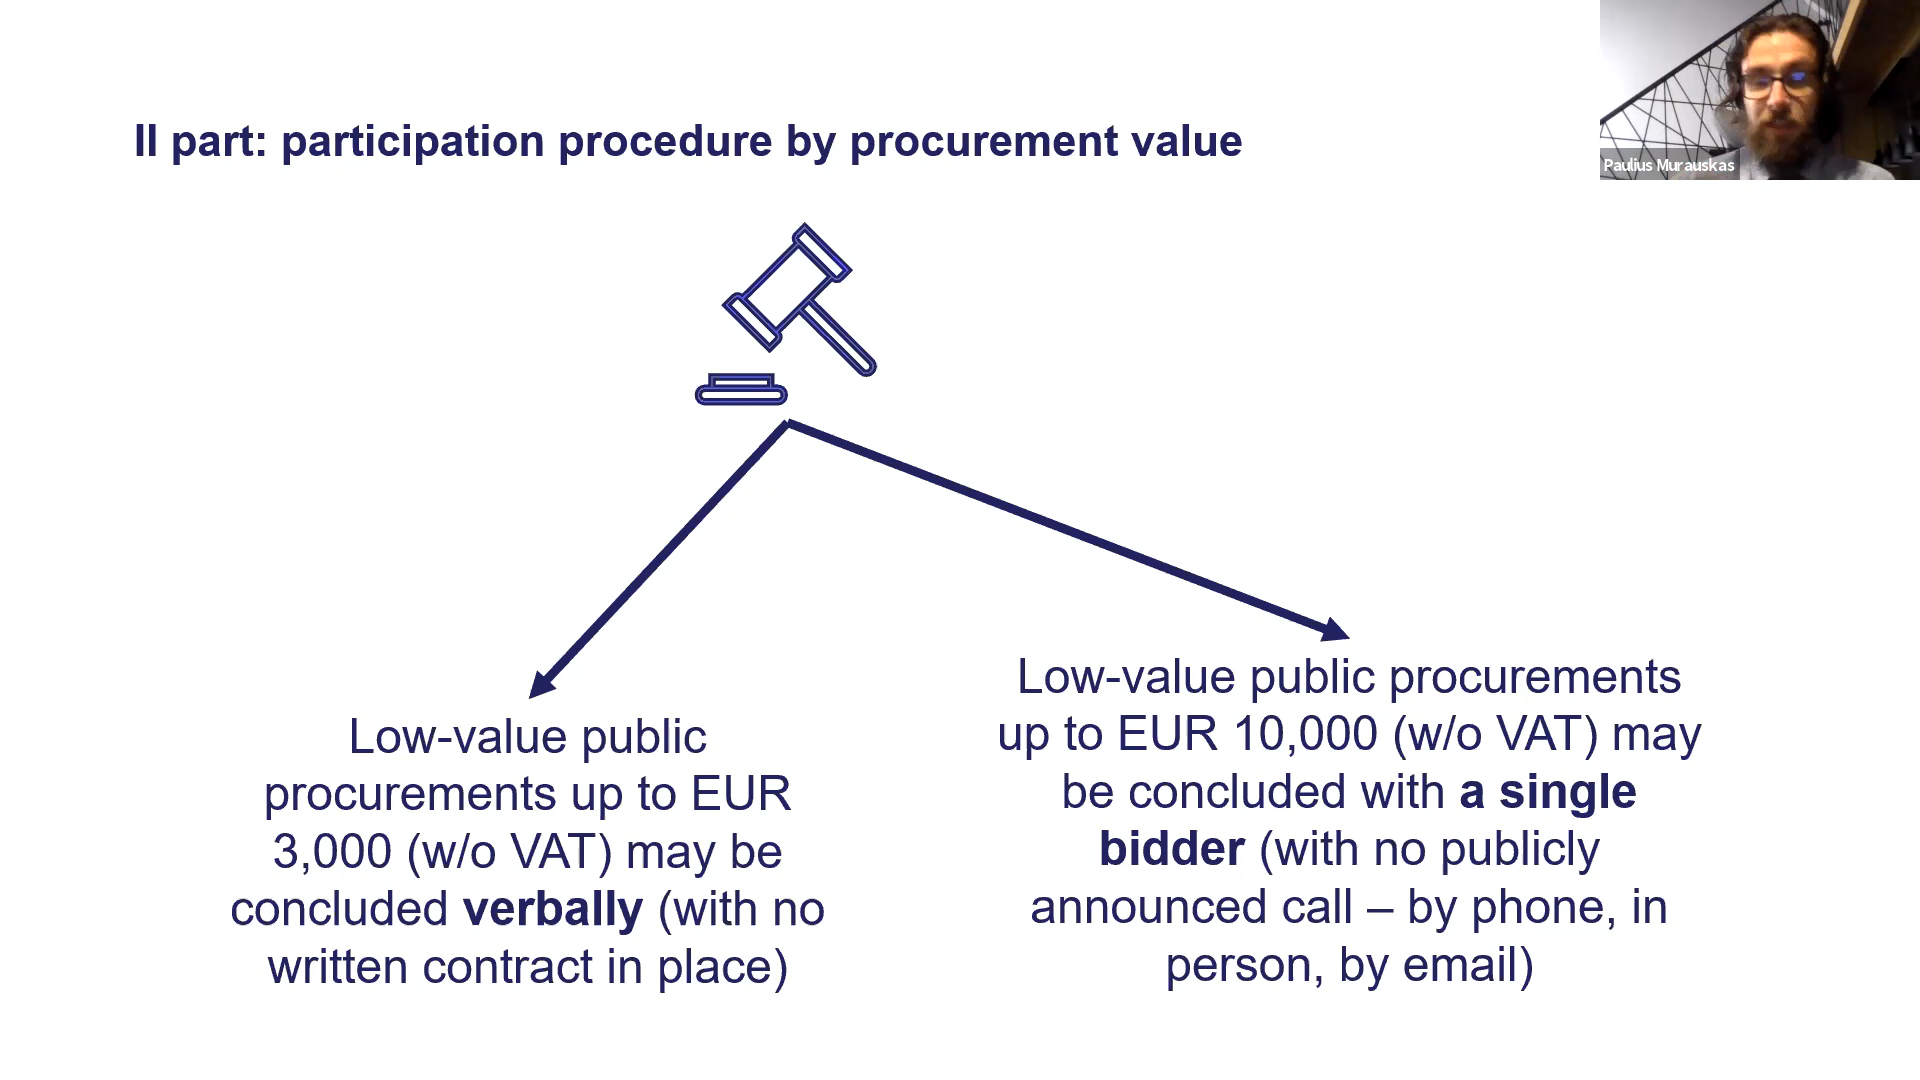 II part: participation procedure by procurement value
Paulius Murauskas
Low-value public
procurements up to EUR
3,000 (w/o VAT) may be
concluded verbally (with no
written contract in place)
Low-value public procurements
up to EUR 10,000 (w/o VAT) may
be concluded with a single
bidder (with no publicly
announced call – by phone, in
person, by email)